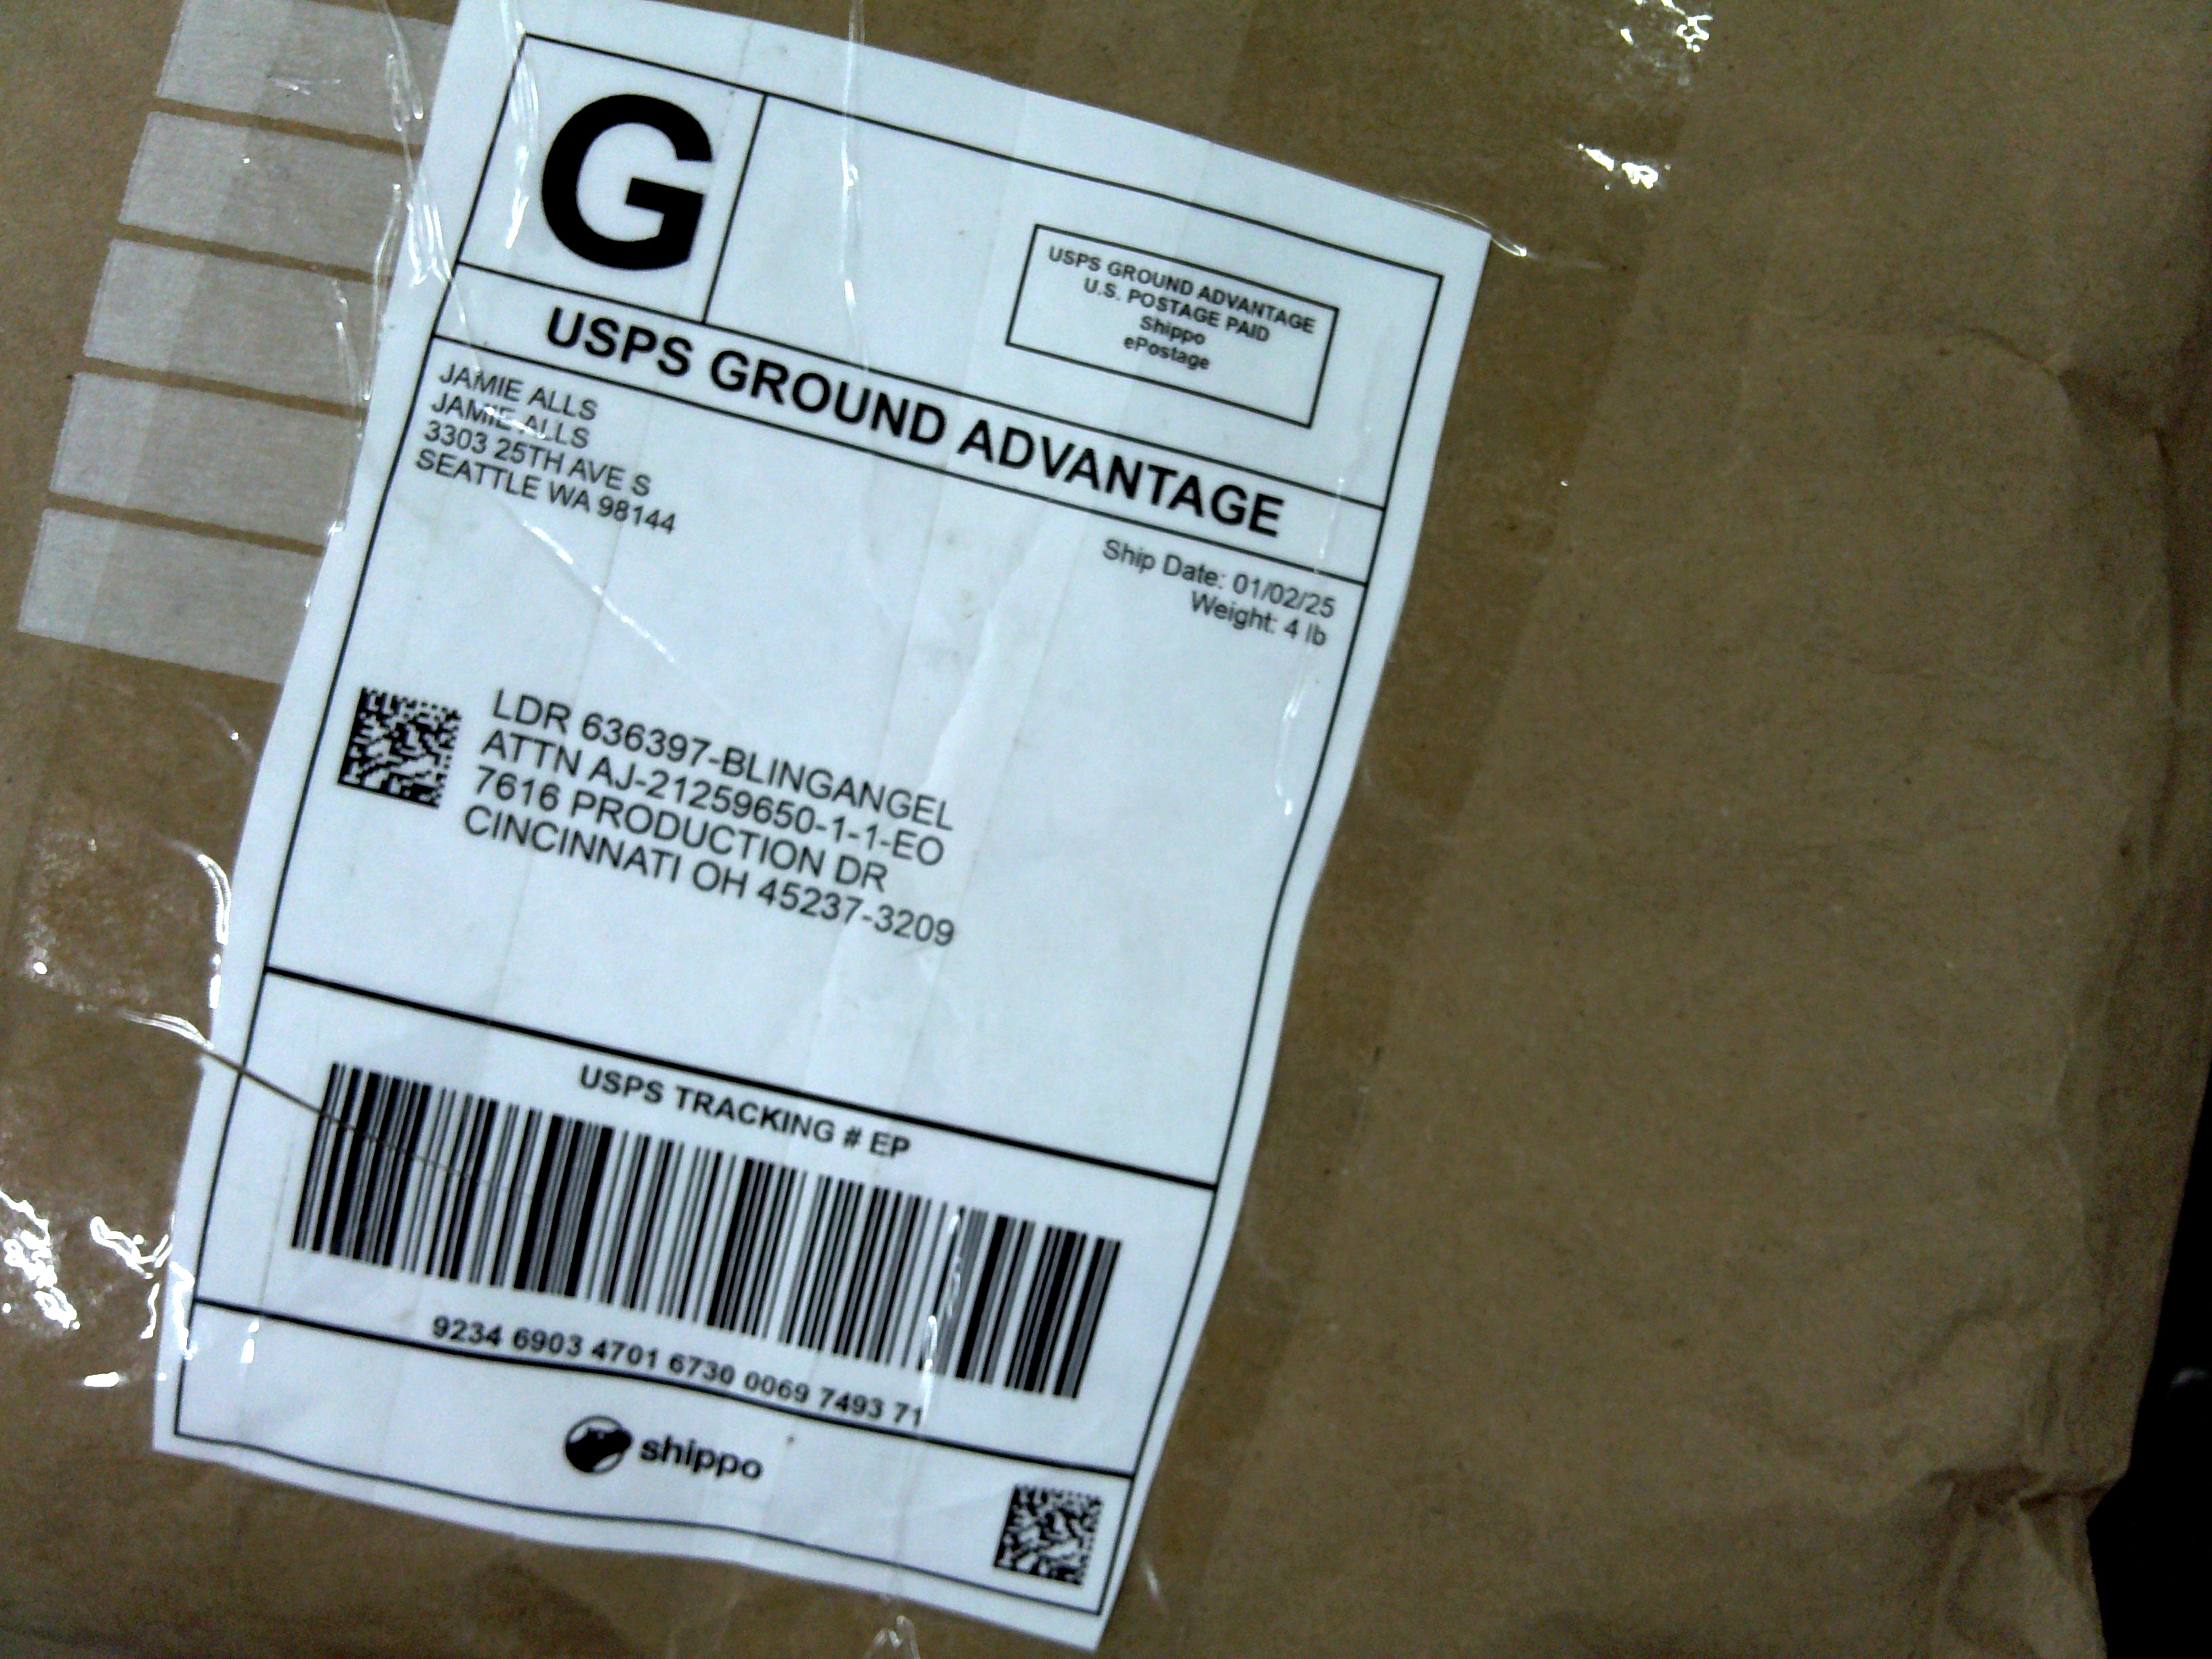 G
USPS GROUND ADVANTAGE
U.S. POSTAGE PAID
Shippo
ePostage
USPS GROUND ADVANTAGE
JAMIE ALLS
JAMIE ALLS
3303 25TH AVE S
SEATTLE WA 98144
Ship Date: 01/02/25
Weight: 4 lb
LDR 636397-BLINGANGEL
ATTN AJ-21259650-1-1-EO
7616 PRODUCTION DR
CINCINNATI OH 45237-3209
USPS TRACKING # EP
9234 6903 4701 6730 0069 7493 71
shippo